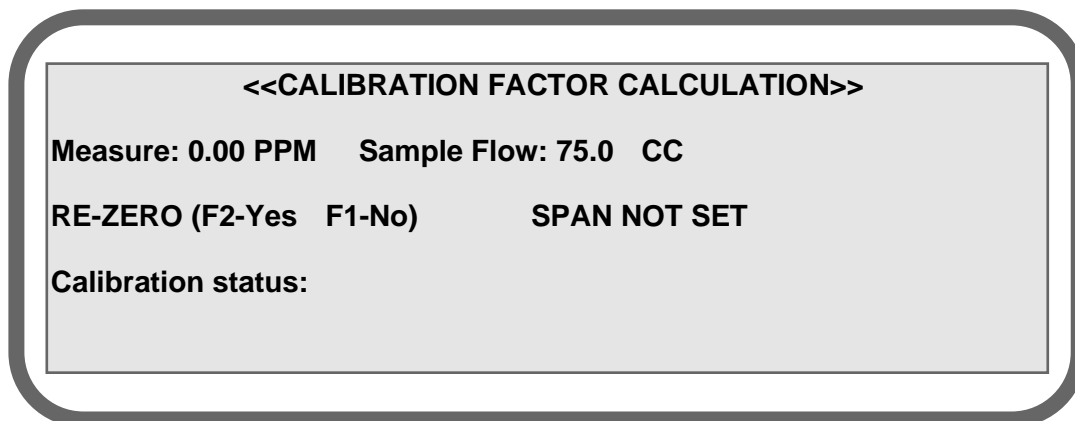 <<CALIBRATION FACTOR CALCULATION>>
Measure: 0.00 PPM Sample Flow: 75.0 CC
RE-ZERO (F2-Yes F1-No) SPAN NOT SET
Calibration status: